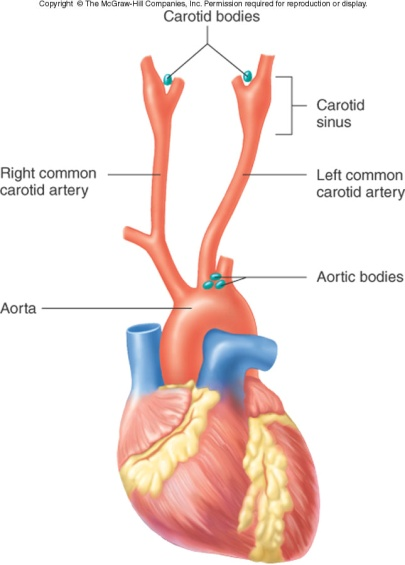 Copyright © The McGraw-Hill Companies, Inc. Permission required for reproduction or display.
Carotid bodies
Carotid
sinus
Right common
carotid artery
Left common
carotid artery
Aortic bodies
Aorta